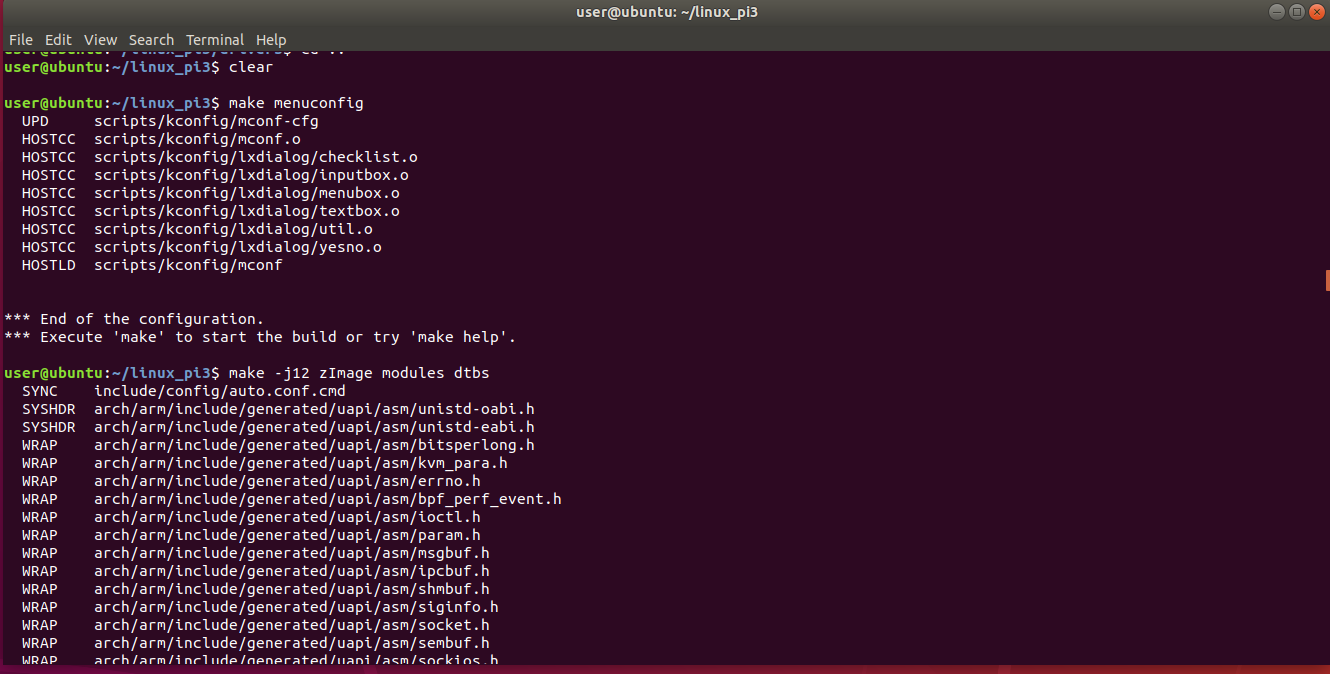 user@ubuntu: ~/linux_pi3
File Edit View Search Terminal Help
user@ubuntu:~/linux_pi3/drivers$ cd ..
user@ubuntu:~/linux_pi3$ clear
user@ubuntu:~/linux_pi3$ make menuconfig
UPD scripts/kconfig/mconf-cfg
HOSTCC scripts/kconfig/mconf.o
HOSTCC scripts/kconfig/lxdialog/checklist.o
HOSTCC scripts/kconfig/lxdialog/inputbox.o
HOSTCC scripts/kconfig/lxdialog/menubox.o
HOSTCC scripts/kconfig/lxdialog/textbox.o
HOSTCC scripts/kconfig/lxdialog/util.o
HOSTCC scripts/kconfig/lxdialog/yesno.o
HOSTLD scripts/kconfig/mconf
*** End of the configuration.
*** Execute 'make' to start the build or try 'make help'.
user@ubuntu:~/linux_pi3$ make -j12 zImage modules dtbs
SYNC include/config/auto.conf.cmd
SYSHDR arch/arm/include/generated/uapi/asm/unistd-oabi.h
SYSHDR arch/arm/include/generated/uapi/asm/unistd-eabi.h
WRAP arch/arm/include/generated/uapi/asm/bitsperlong.h
WRAP arch/arm/include/generated/uapi/asm/kvm_para.h
WRAP arch/arm/include/generated/uapi/asm/errno.h
WRAP arch/arm/include/generated/uapi/asm/bpf_perf_event.h
WRAP arch/arm/include/generated/uapi/asm/ioctl.h
WRAP arch/arm/include/generated/uapi/asm/param.h
WRAP arch/arm/include/generated/uapi/asm/msgbuf.h
WRAP arch/arm/include/generated/uapi/asm/ipcbuf.h
WRAP arch/arm/include/generated/uapi/asm/shmbuf.h
WRAP arch/arm/include/generated/uapi/asm/siginfo.h
WRAP arch/arm/include/generated/uapi/asm/socket.h
WRAP arch/arm/include/generated/uapi/asm/sembuf.h
WRAP arch/arm/include/generated/uapi/asm/sockios.h